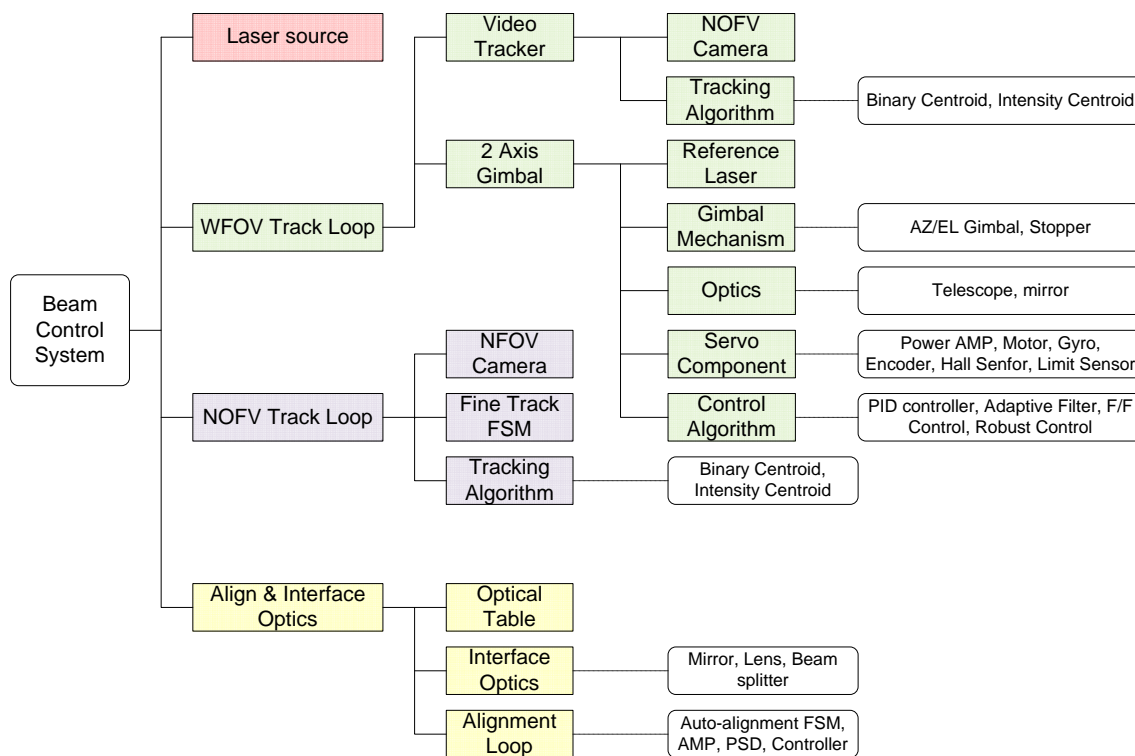 Laser source
Video
Tracker
NOFV
Camera
Tracking
Algorithm
Binary Centroid, Intensity Centroid
2 Axis
Gimbal
Reference
Laser
WFOV Track Loop
Gimbal
Mechanism
AZ/EL Gimbal, Stopper
Beam
Control
System
Optics
Telescope, mirror
NFOV
Camera
Servo
Component
Power AMP, Motor, Gyro,
Encoder, Hall Senfor, Limit Sensor
NOFV Track Loop
Fine Track
FSM
Control
Algorithm
PID controller, Adaptive Filter, F/F
Control, Robust Control
Tracking
Algorithm
Binary Centroid,
Intensity Centroid
Align & Interface
Optics
Optical
Table
Interface
Optics
Mirror, Lens, Beam
splitter
Alignment
Loop
Auto-alignment FSM,
AMP, PSD, Controller